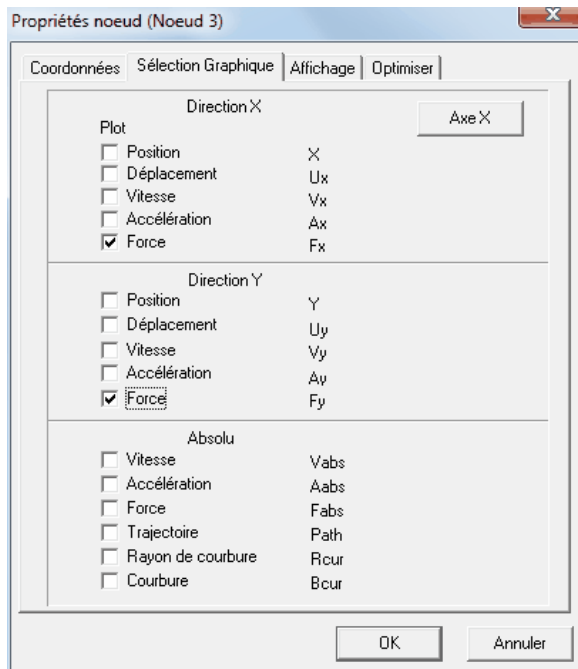 Propriétés noeud (Noeud 3)
Coordonnées Sélection Graphique Affichage Optimiser
Direction X
Axe X
Plot
Position X
Déplacement Ux
Vitesse Vx
Accélération Ax
Force Fx
Direction Y
Position Y
Déplacement Uy
Vitesse Vy
Accélération Ay
Force Fy
Absolu
Vitesse Vabs
Accélération Aabs
Force Fabs
Trajectoire Path
Rayon de courbure Rcur
Courbure Bcur
OK Annuler